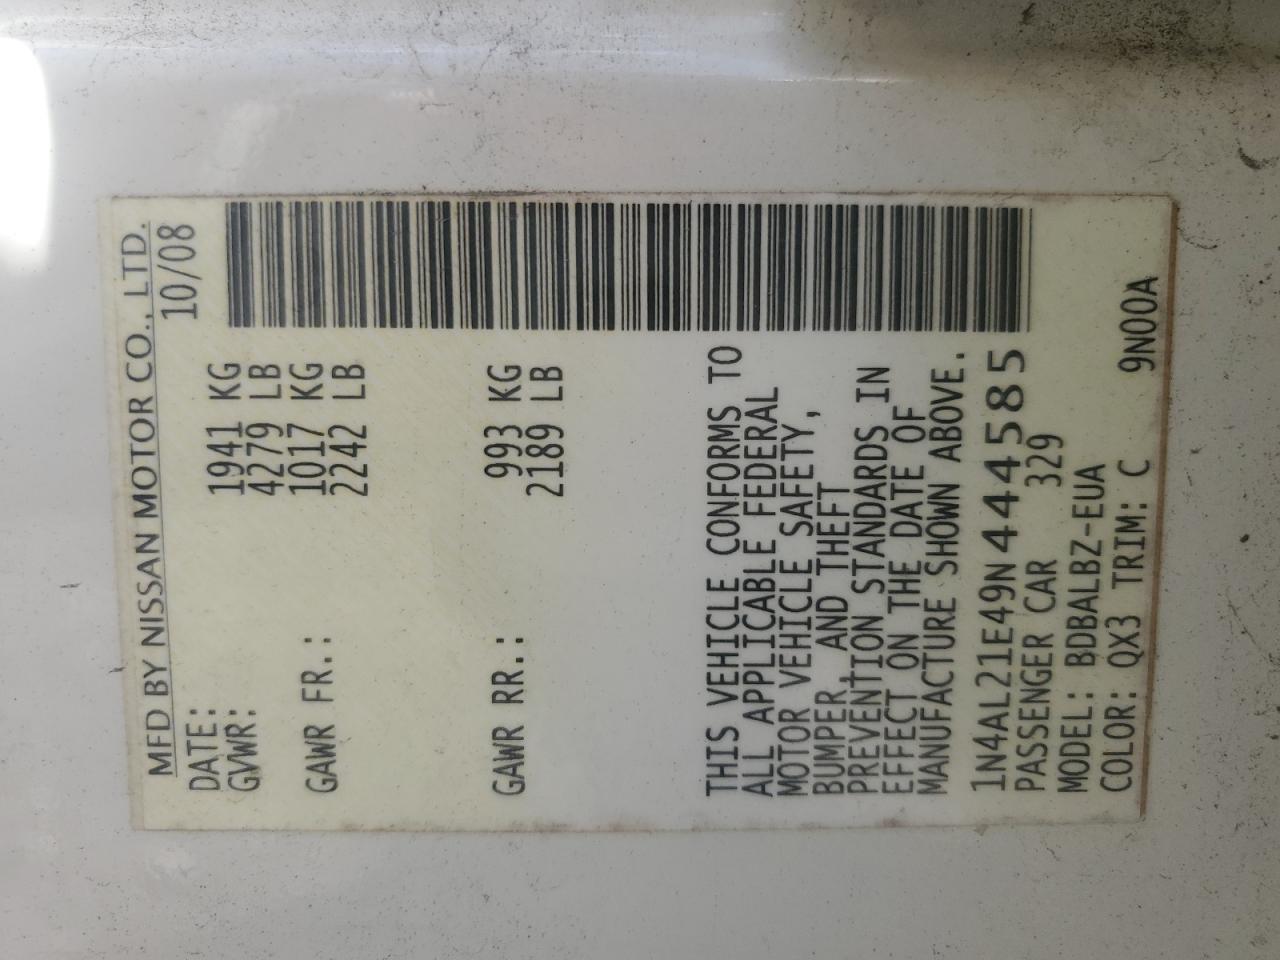 MFD BY NISSAN MOTOR CO., LTD.
DATE: 10/08
GVWR: 1941 KG
4279 LB
GAWR FR.: 1017 KG
2242 LB
GAWR RR.: 993 KG
2189 LB
THIS VEHICLE CONFORMS TO
ALL APPLICABLE FEDERAL
MOTOR VEHICLE SAFETY,
BUMPER, AND THEFT
PREVENTION STANDARDS IN
EFFECT ON THE DATE OF
MANUFACTURE SHOWN ABOVE.
1N4AL21E49N444585
PASSENGER CAR 329
MODEL: BDBALBZ-EUA
COLOR: QX3 TRIM: C 9N00A